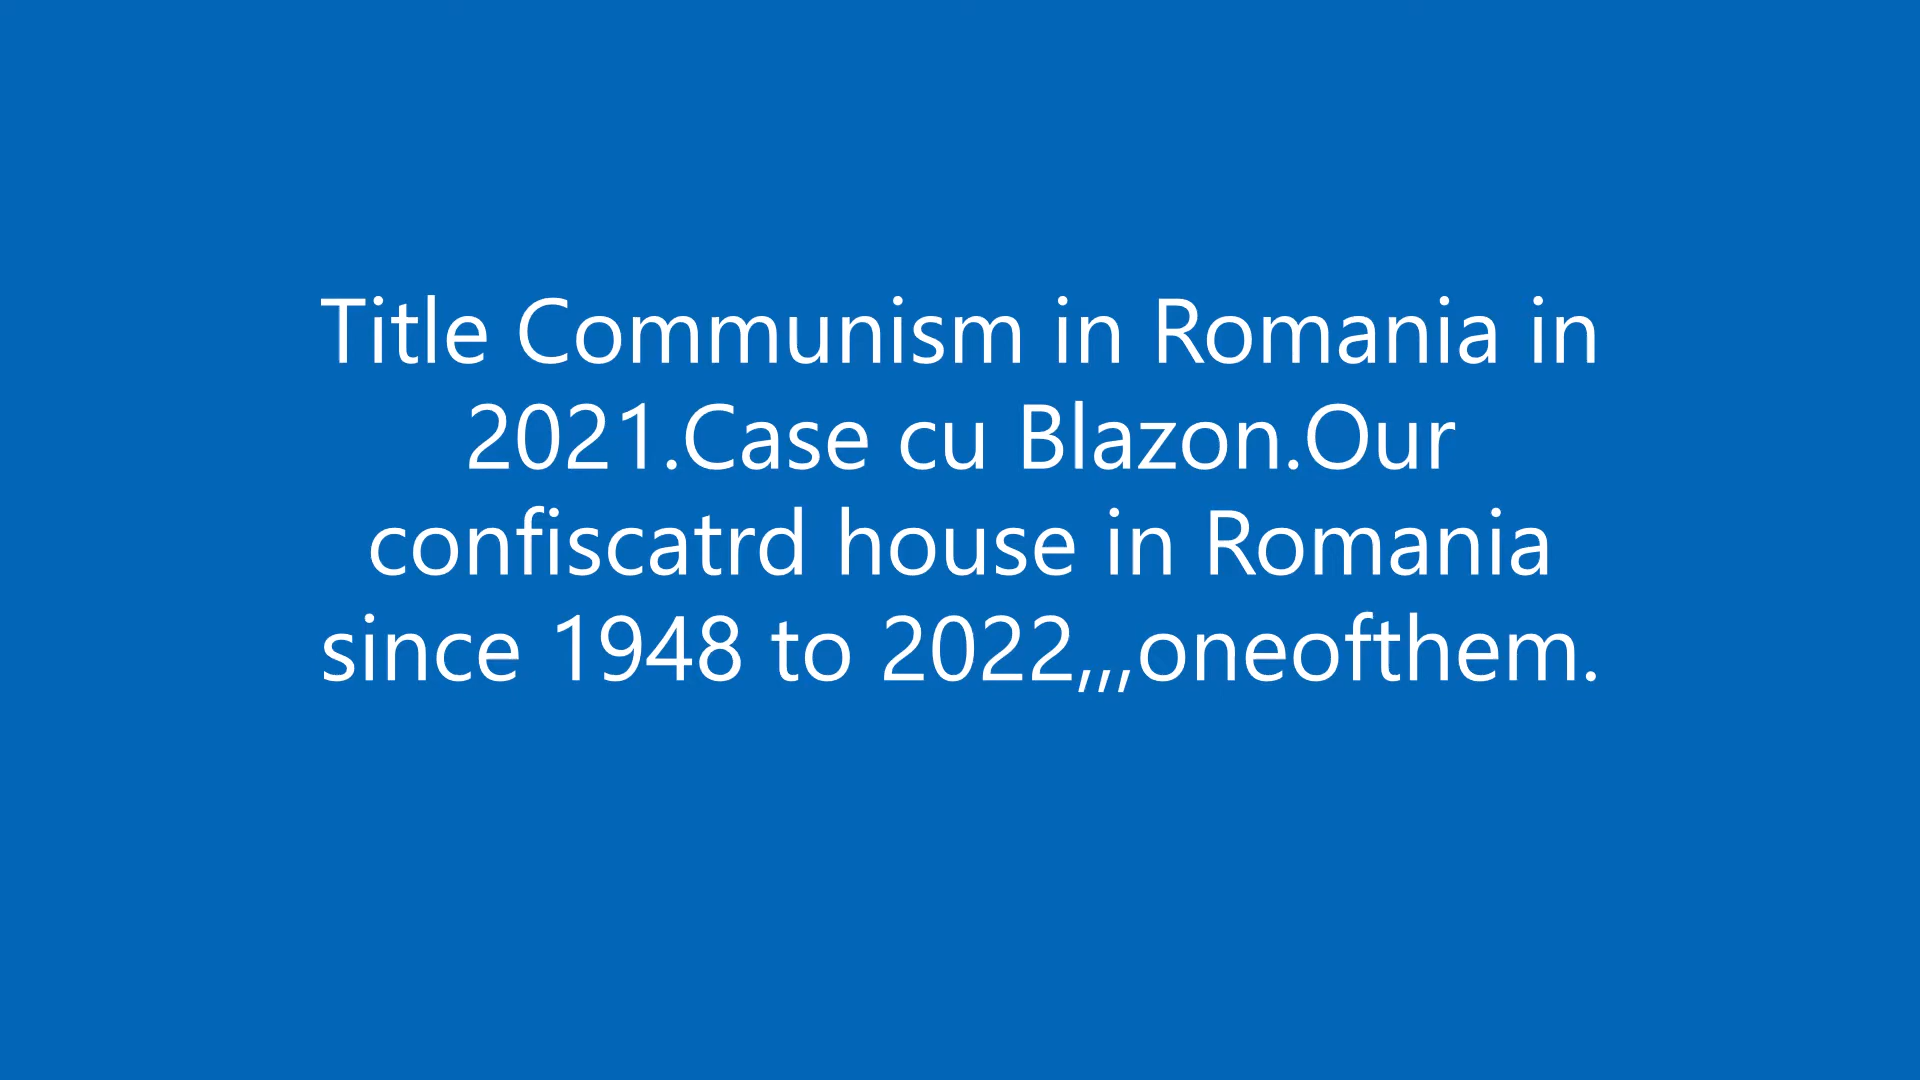 Title Communism in Romania in
2021.Case cu Blazon.Our
confiscatrd house in Romania
since 1948 to 2022,,,oneofthem.